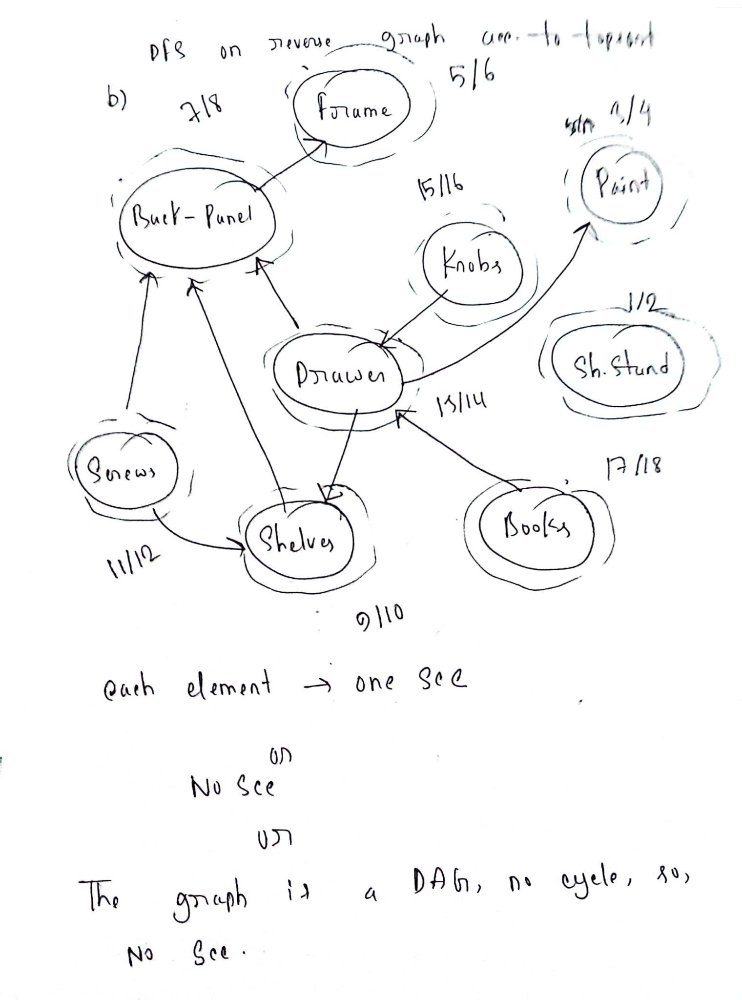 DFS on reverse graph acc. to topsort
b) 7/8
5/6
Frame
3/4
Paint
15/16
Back-Panel
Knobs
1/2
Sh. Stand
Drawer
13/14
17/18
Screws
Books
Shelves
11/12
9/10
each element → one SCC
or
No SCC
or
The graph is a DAG, no cycle, so,
No SCC.